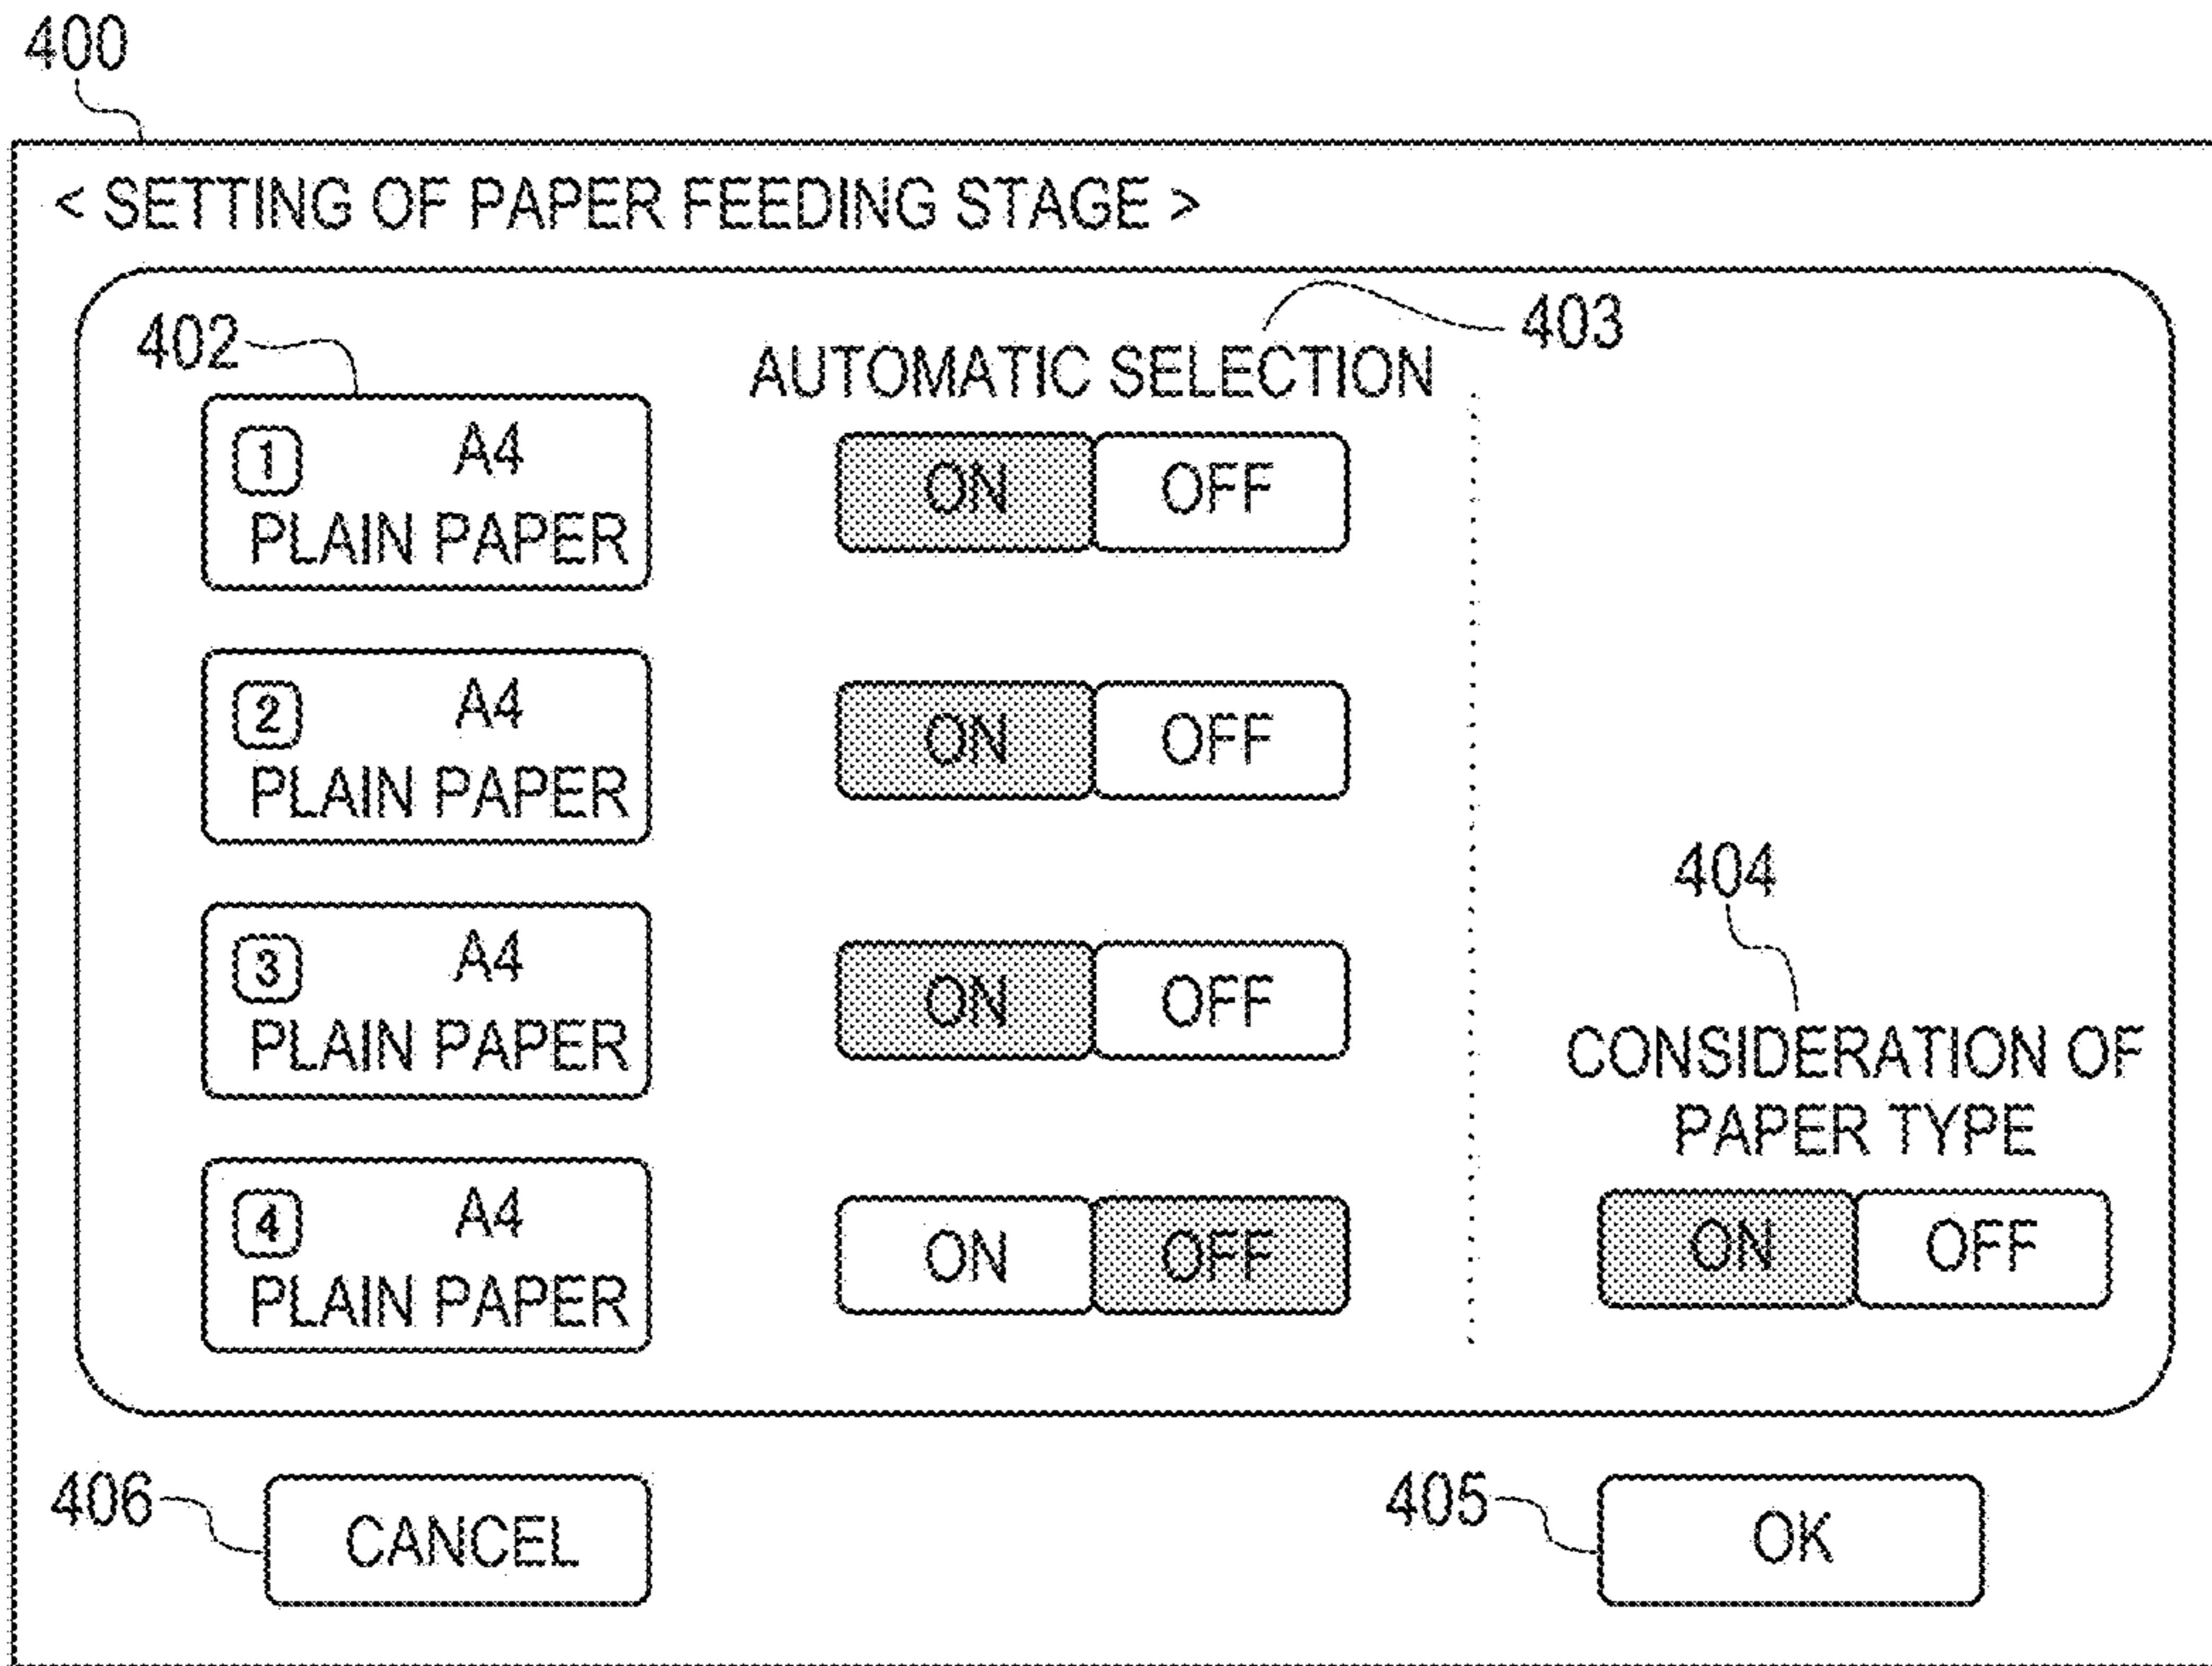 400
< SETTING OF PAPER FEEDING STAGE >
402
AUTOMATIC SELECTION
403
1 A4
PLAIN PAPER
ON OFF
2 A4
PLAIN PAPER
ON OFF
3 A4
PLAIN PAPER
ON OFF
4 A4
PLAIN PAPER
ON OFF
404
CONSIDERATION OF
PAPER TYPE
ON OFF
406
CANCEL
405
OK